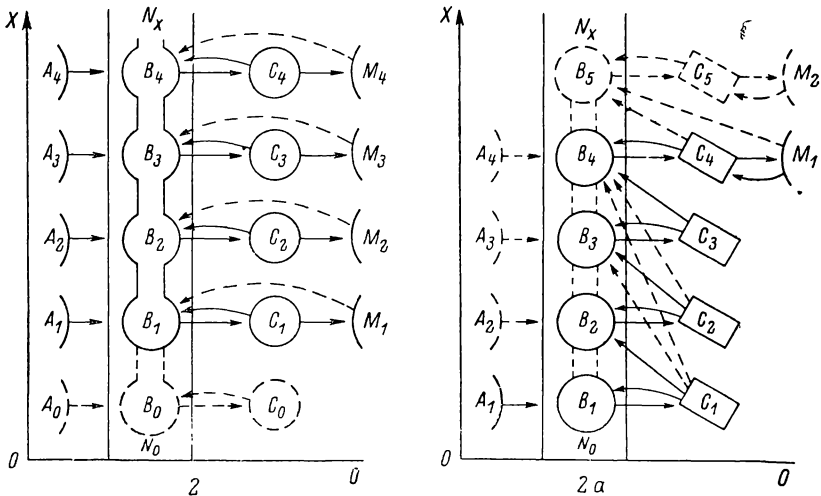 X N_X X N_X б
A_4 B_4 C_4 M_4 B_5 C_5 M_2
A_3 B_3 C_3 M_3 A_4 B_4 C_4 M_1
A_2 B_2 C_2 M_2 A_3 B_3 C_3
A_1 B_1 C_1 M_1 A_2 B_2 C_2
A_0 B_0 C_0 A_1 B_1 C_1
N_0 N_0
0 2 0 0 2 а 0